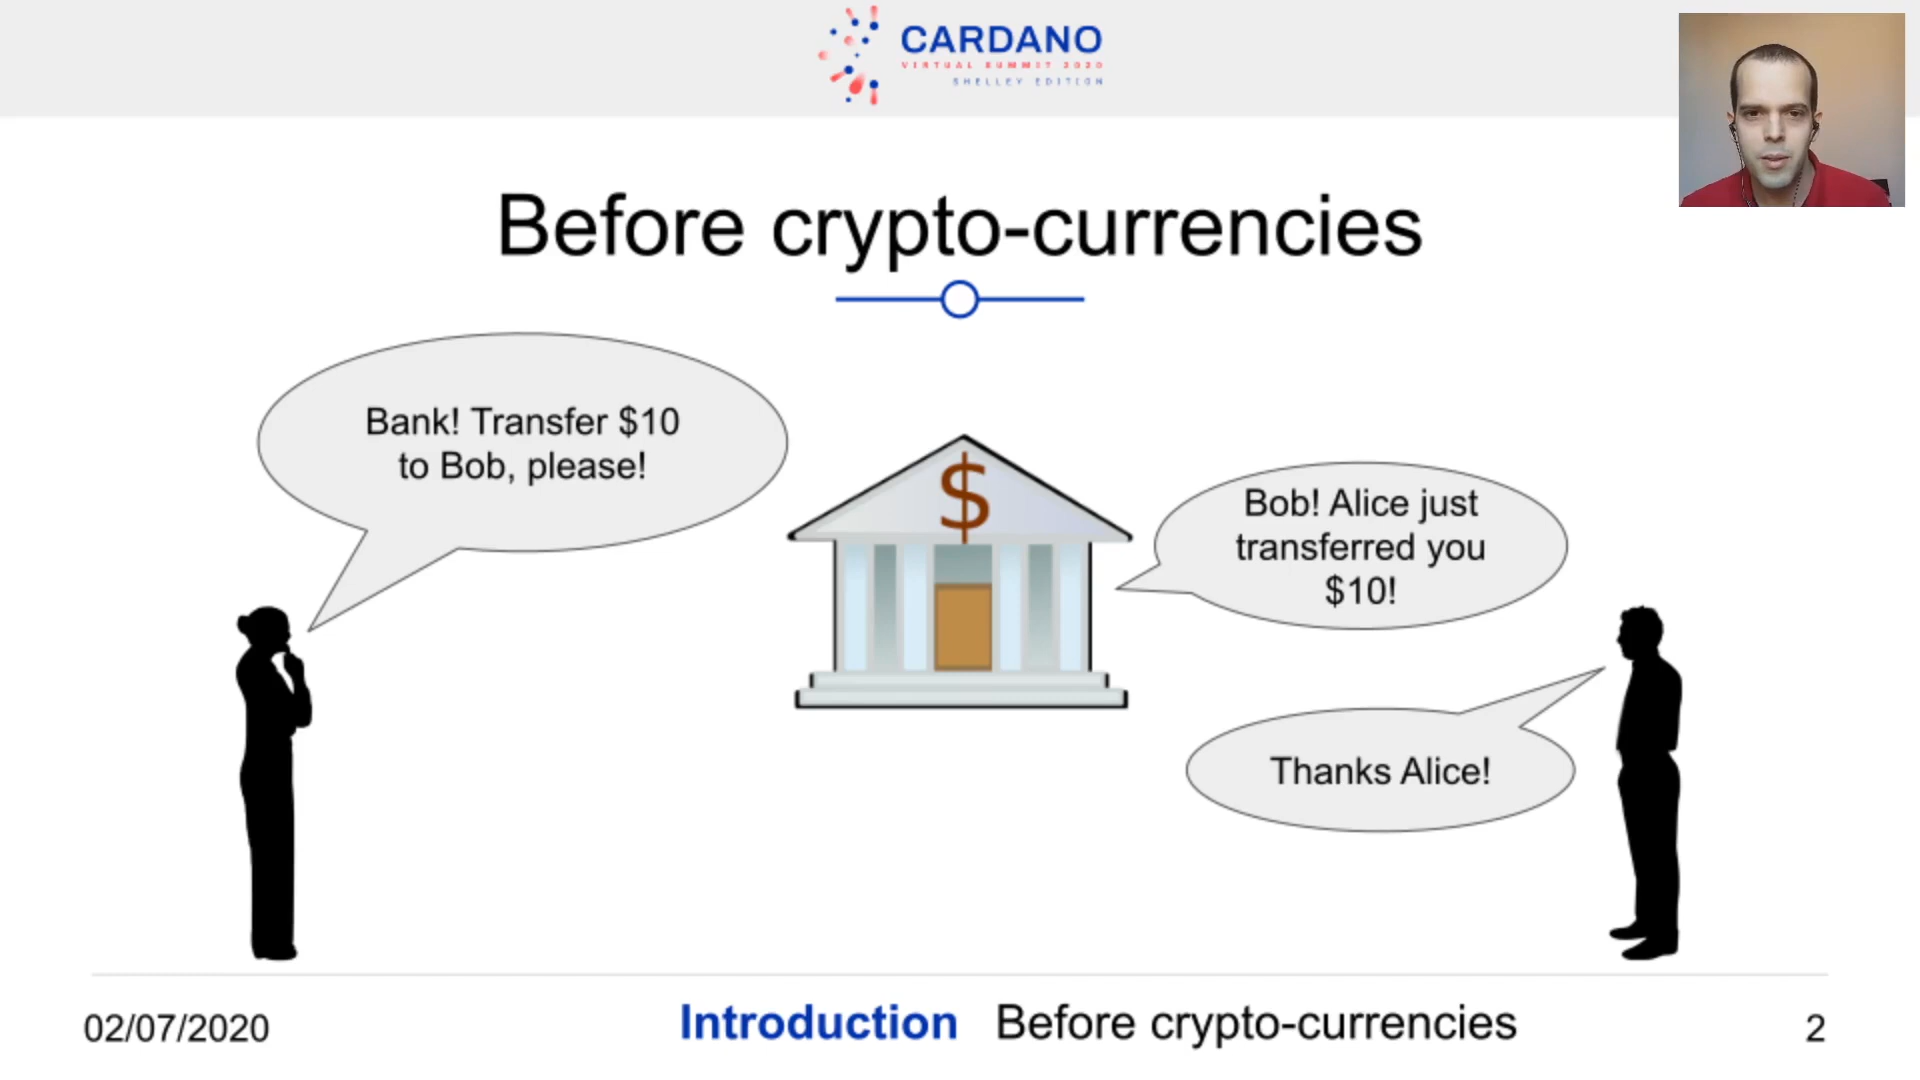 CARDANO
VIRTUAL SUMMIT 2020
SHELLEY EDITION
Before crypto-currencies
Bank! Transfer $10
to Bob, please!
$
Bob! Alice just
transferred you
$10!
Thanks Alice!
02/07/2020
Introduction Before crypto-currencies
2